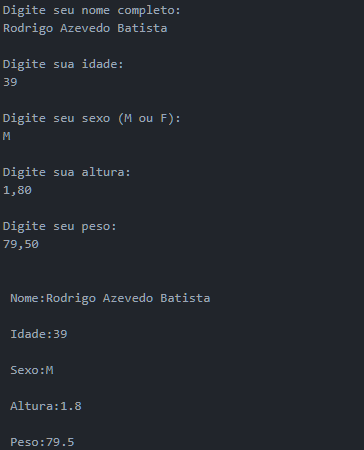 Digite seu nome completo:
Rodrigo Azevedo Batista
Digite sua idade:
39
Digite seu sexo (M ou F):
M
Digite sua altura:
1,80
Digite seu peso:
79,50
Nome:Rodrigo Azevedo Batista
Idade:39
Sexo:M
Altura:1.8
Peso:79.5